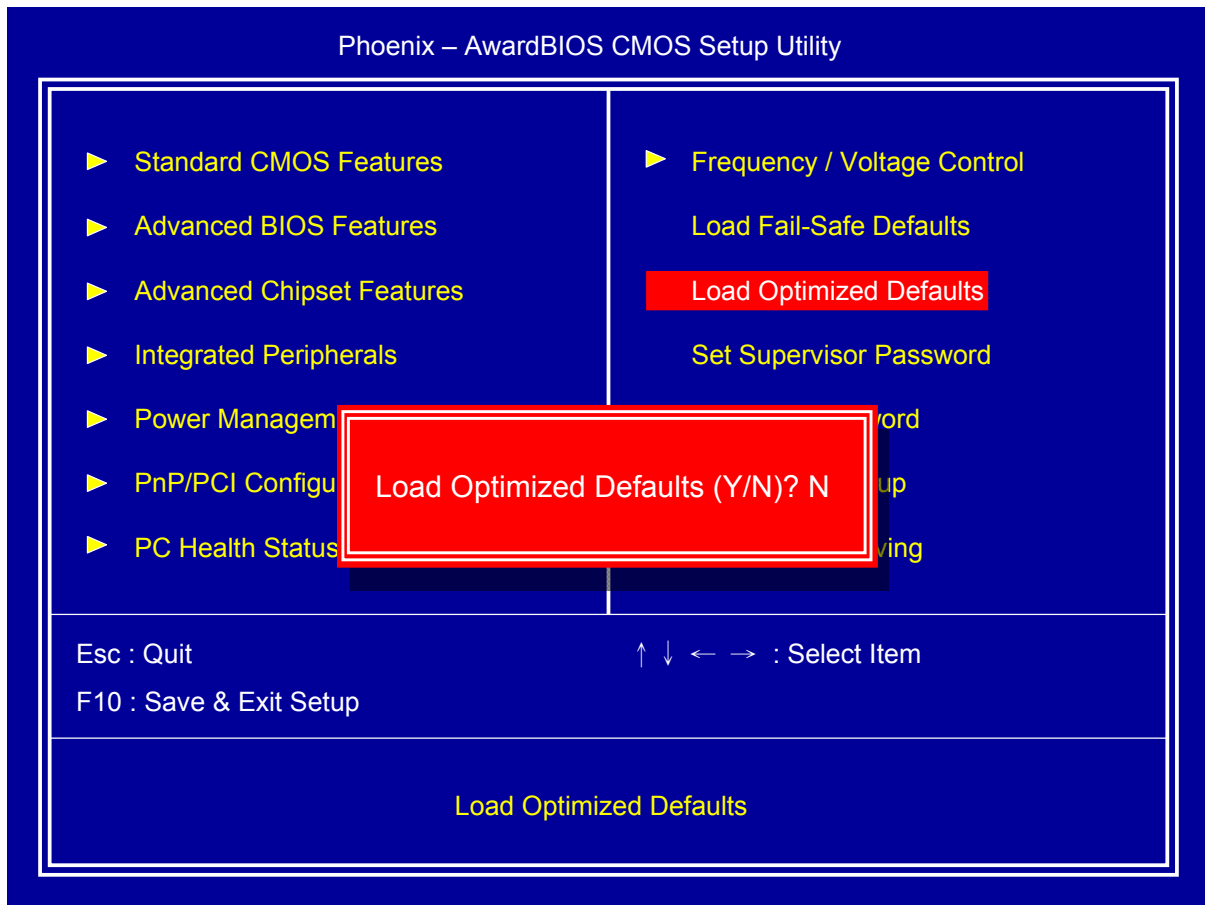 Phoenix – AwardBIOS CMOS Setup Utility
Standard CMOS Features
Advanced BIOS Features
Advanced Chipset Features
Integrated Peripherals
Power Managem
PnP/PCI Configu
PC Health Status
Frequency / Voltage Control
Load Fail-Safe Defaults
Load Optimized Defaults
Set Supervisor Password
ord
up
ving
Load Optimized Defaults (Y/N)? N
Esc : Quit
↑ ↓ ← → : Select Item
F10 : Save & Exit Setup
Load Optimized Defaults